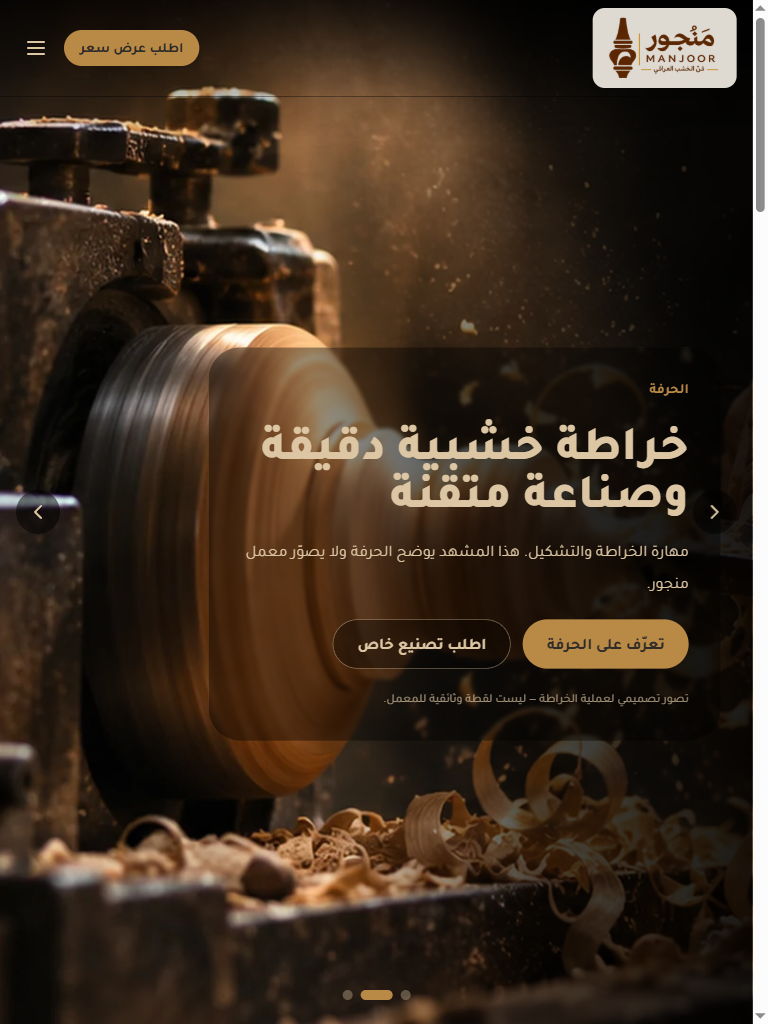 مَنْجور
MANJOOR
فنّ الخشب العراقي
اطلب عرض سعر
الحرفة
خراطة خشبية دقيقة
وصناعة متقنة
مهارة الخراطة والتشكيل. هذا المشهد يوضح الحرفة ولا يصوّر معمل
منجور.
تعرّف على الحرفة
اطلب تصنيع خاص
تصور تصميمي لعملية الخراطة — ليست لقطة وثائقية للمعمل.